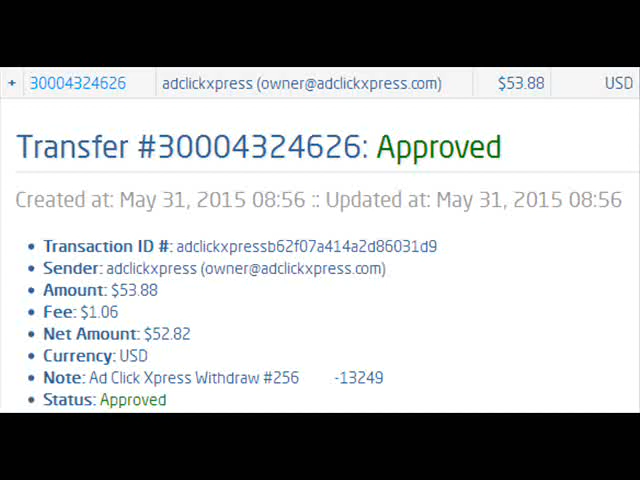 + 30004324626 adclickxpress (owner@adclickxpress.com) $53.88 USD
Transfer #30004324626: Approved
Created at: May 31, 2015 08:56 :: Updated at: May 31, 2015 08:56
• Transaction ID #: adclickxpressb62f07a414a2d86031d9
• Sender: adclickxpress (owner@adclickxpress.com)
• Amount: $53.88
• Fee: $1.06
• Net Amount: $52.82
• Currency: USD
• Note: Ad Click Xpress Withdraw #256 -13249
• Status: Approved